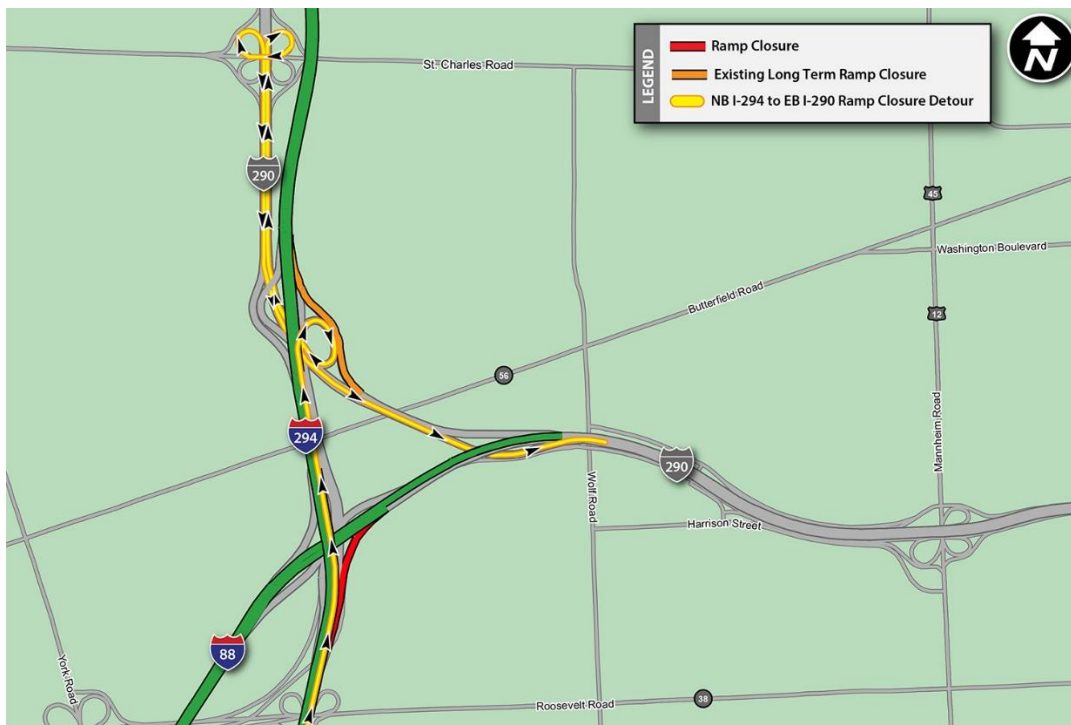 LEGEND
Ramp Closure
Existing Long Term Ramp Closure
NB I-294 to EB I-290 Ramp Closure Detour
N
St. Charles Road
290
45
Washington Boulevard
Butterfield Road
12
56
Mannheim Road
294
290
Wolf Road
Harrison Street
88
York Road
38
Roosevelt Road